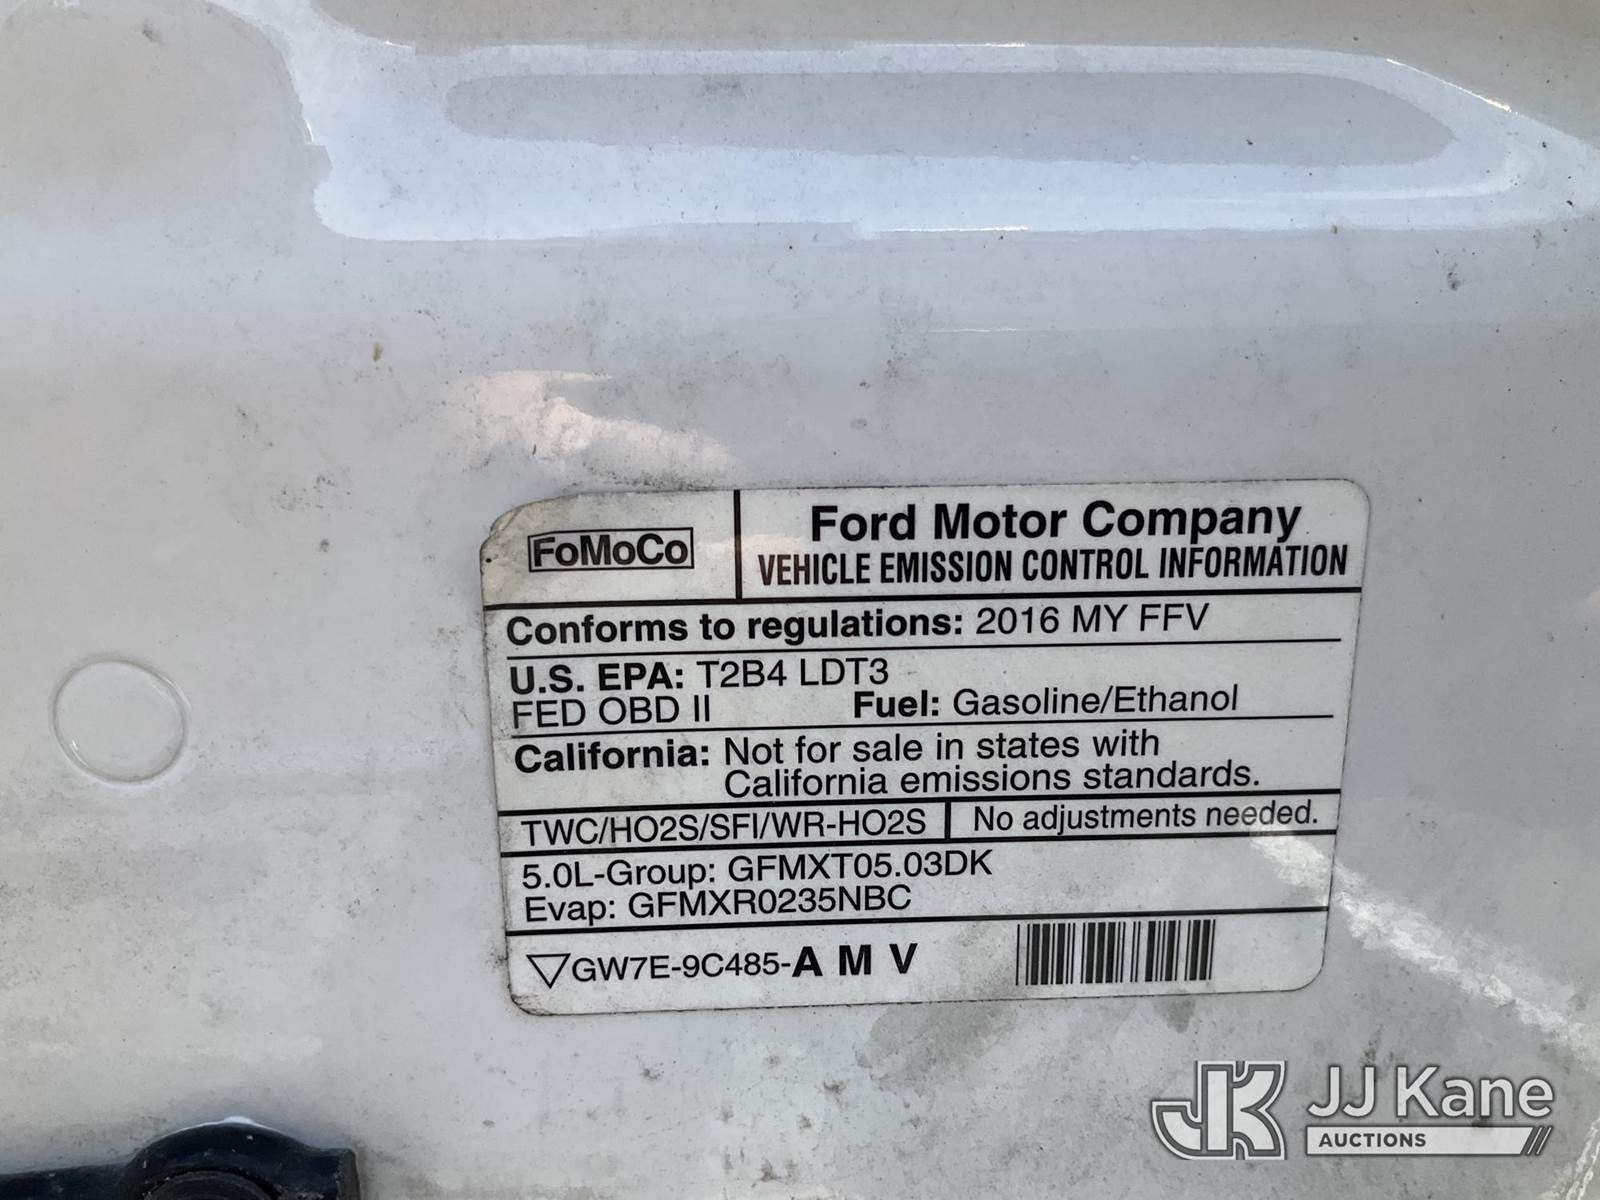 FoMoCo
Ford Motor Company
VEHICLE EMISSION CONTROL INFORMATION
Conforms to regulations: 2016 MY FFV
U.S. EPA: T2B4 LDT3
FED OBD II Fuel: Gasoline/Ethanol
California: Not for sale in states with
California emissions standards.
TWC/HO2S/SFI/WR-HO2S No adjustments needed.
5.0L-Group: GFMXT05.03DK
Evap: GFMXR0235NBC
GW7E-9C485-A M V
JK JJ Kane
AUCTIONS